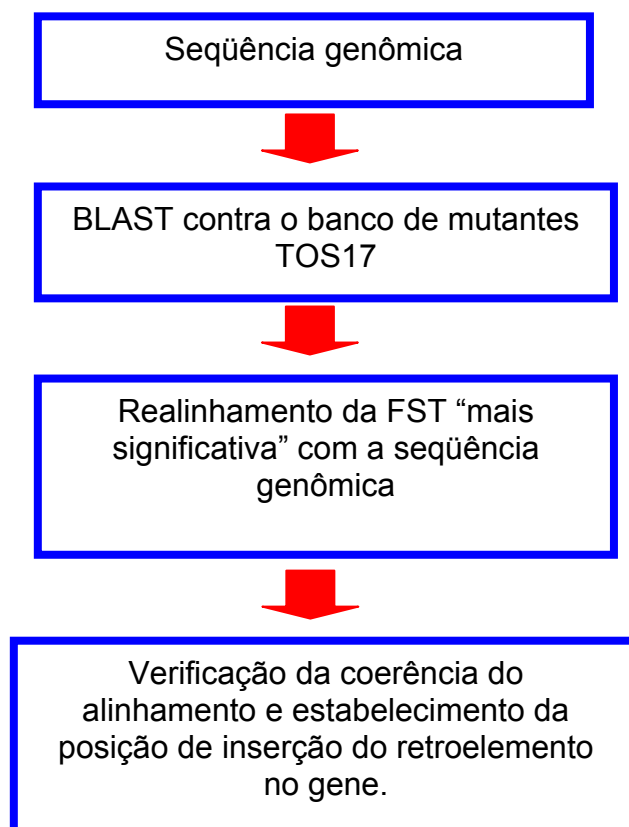 Seqüência genômica
BLAST contra o banco de mutantes
TOS17
Realinhamento da FST “mais
significativa” com a seqüência
genômica
Verificação da coerência do
alinhamento e estabelecimento da
posição de inserção do retroelemento
no gene.